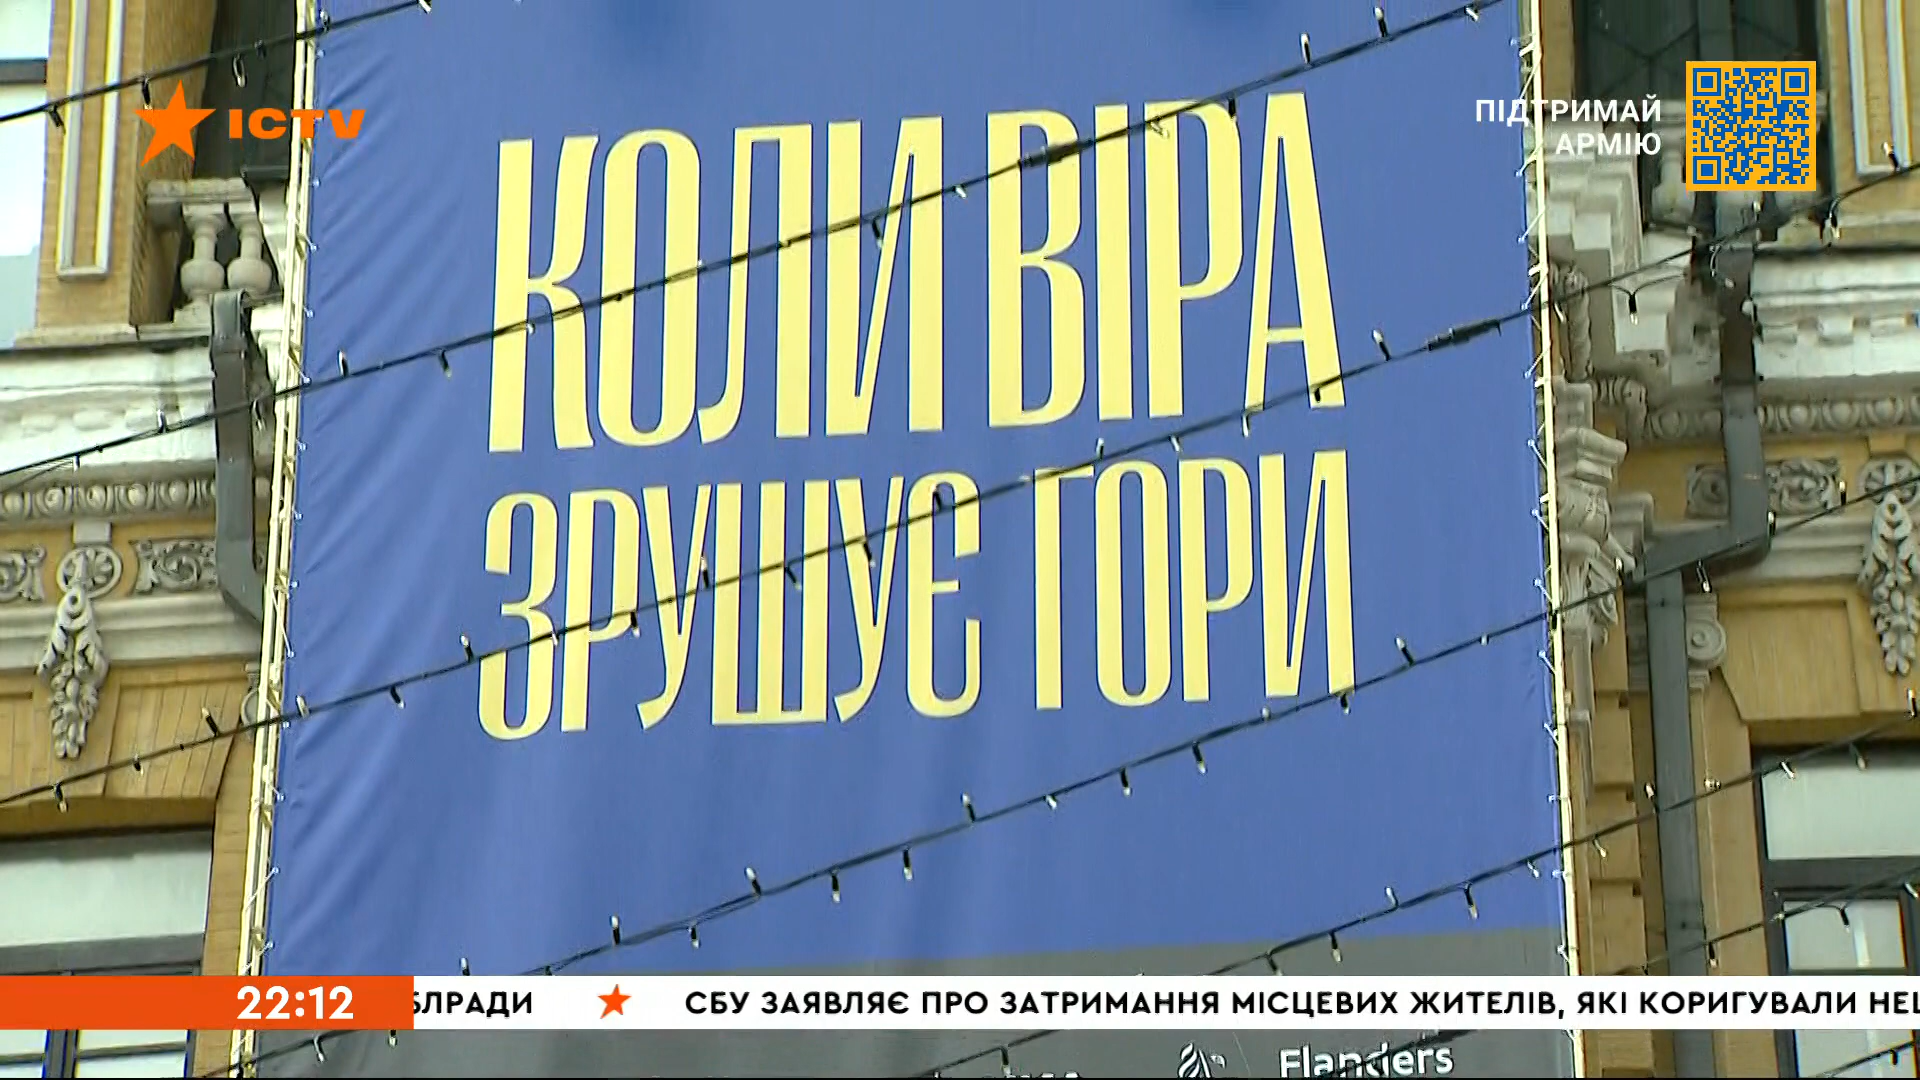 ICTV
ПІДТРИМАЙ
АРМІЮ
КОЛИ ВІРА
ЗРУШУЄ ГОРИ
22:12
СБУ ЗАЯВЛЯЄ ПРО ЗАТРИМАННЯ МІСЦЕВИХ ЖИТЕЛІВ, ЯКІ КОРИГУВАЛИ
Flanders